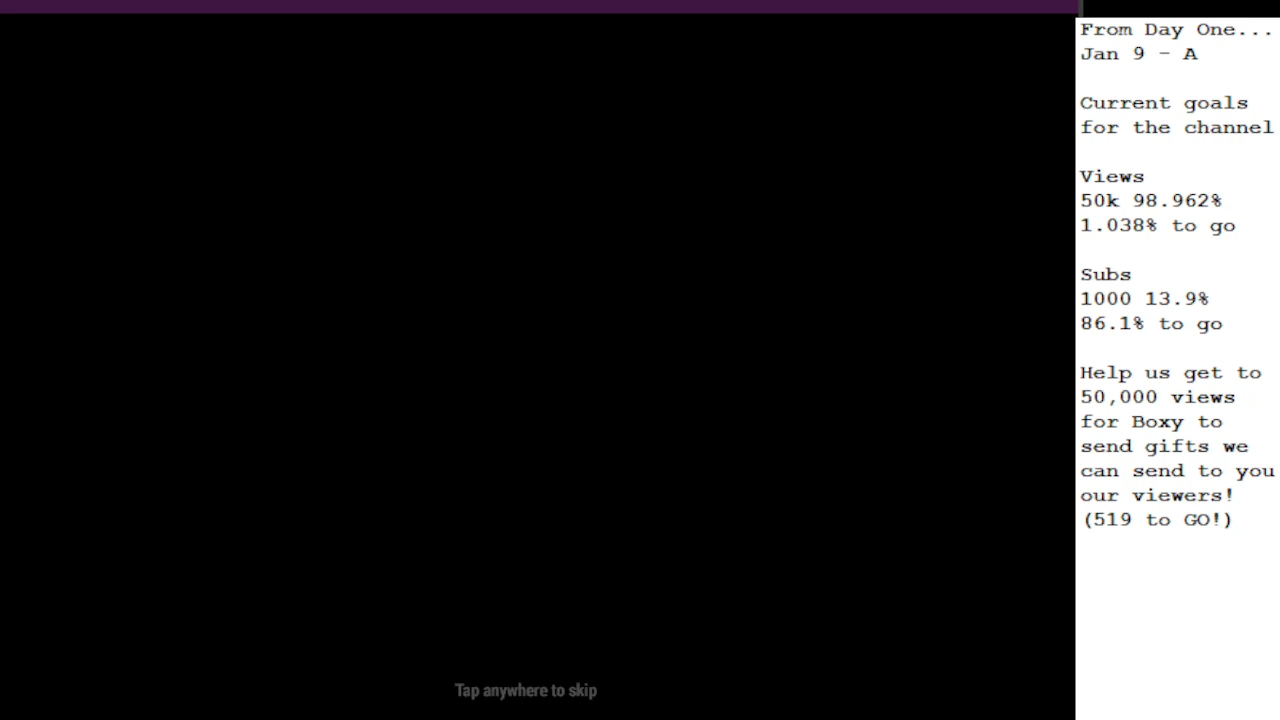 From Day One...
Jan 9 - A
Current goals
for the channel
Views
50k 98.962%
1.038% to go
Subs
1000 13.9%
86.1% to go
Help us get to
50,000 views
for Boxy to
send gifts we
can send to you
our viewers!
(519 to GO!)
Tap anywhere to skip